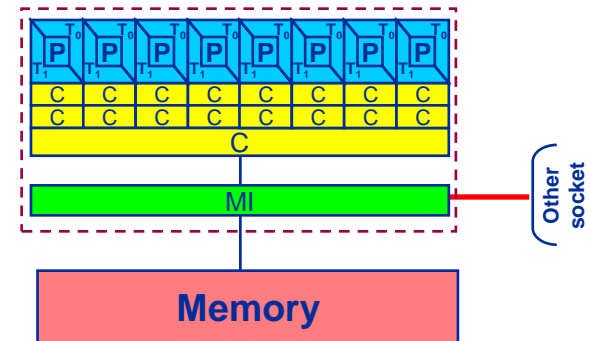 T0 T0 T0 T0 T0 T0 T0 T0
P P P P P P P P
T1 T1 T1 T1 T1 T1 T1 T1
C C C C C C C C
C C C C C C C C
C
MI
Other
socket
Memory